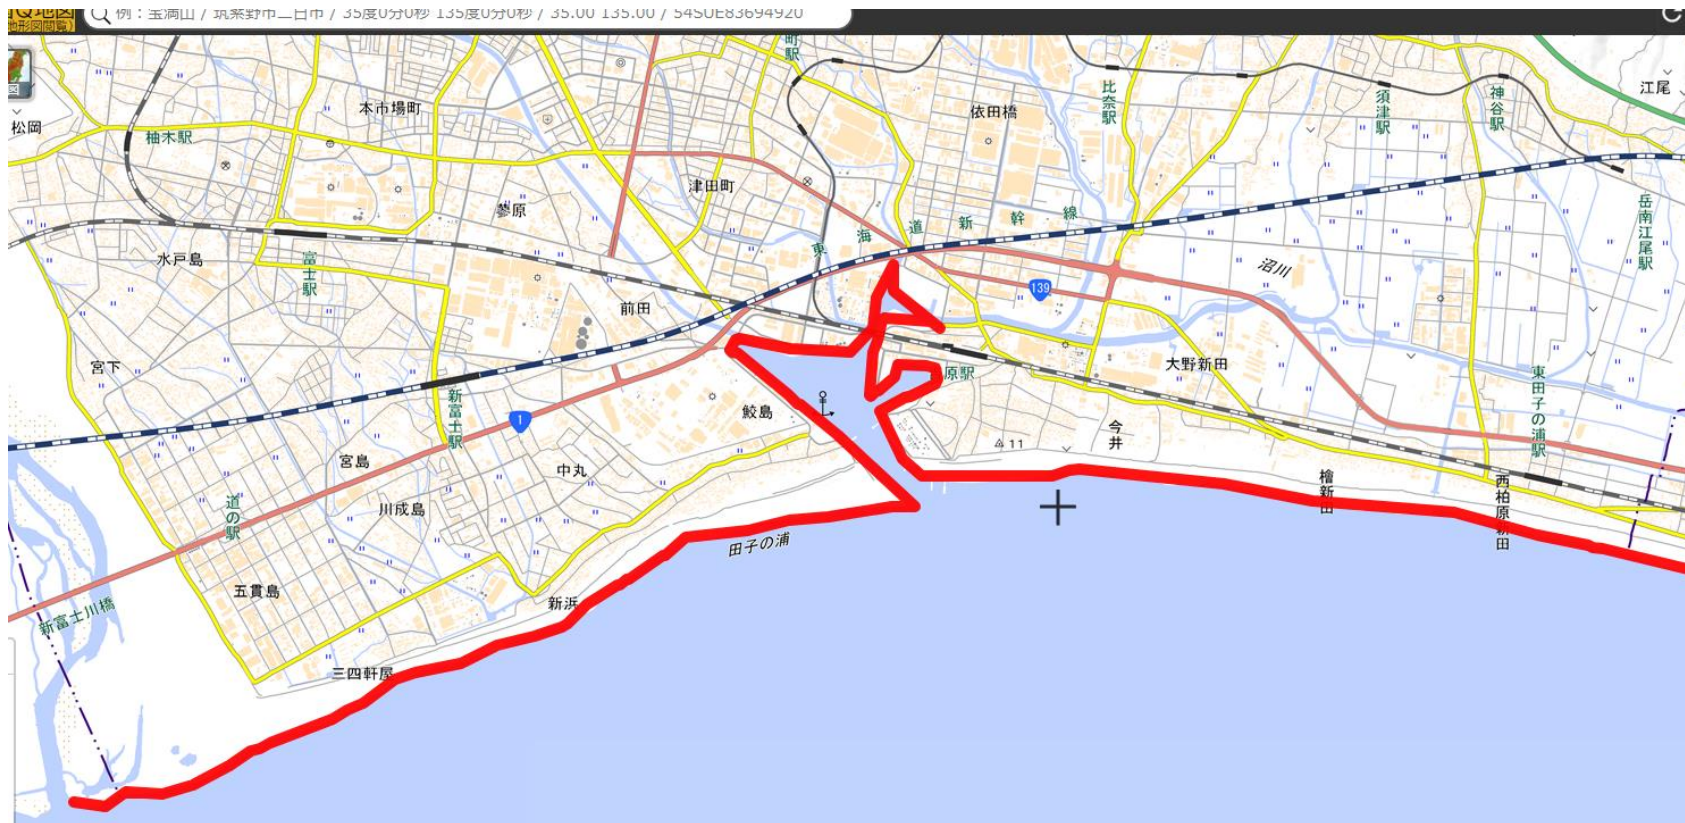 例：宝満山 / 筑紫野市二日市 / 35度0分0秒 135度0分0秒 / 35.00 135.00 / 54SUE83694920
町駅
本市場町
依田橋
比奈駅
須津駅
神谷駅
江尾
松岡
柚木駅
津田町
蓼原
東海道新幹線
岳南江尾駅
水戸島
富士駅
沼川
139
前田
宮下
原駅
大野新田
東田子の浦駅
新富士駅
1
鮫島
11
今井
宮島
中丸
檜新田
西柏原新田
道の駅
川成島
田子の浦
五貫島
新浜
新富士川橋
三四軒屋